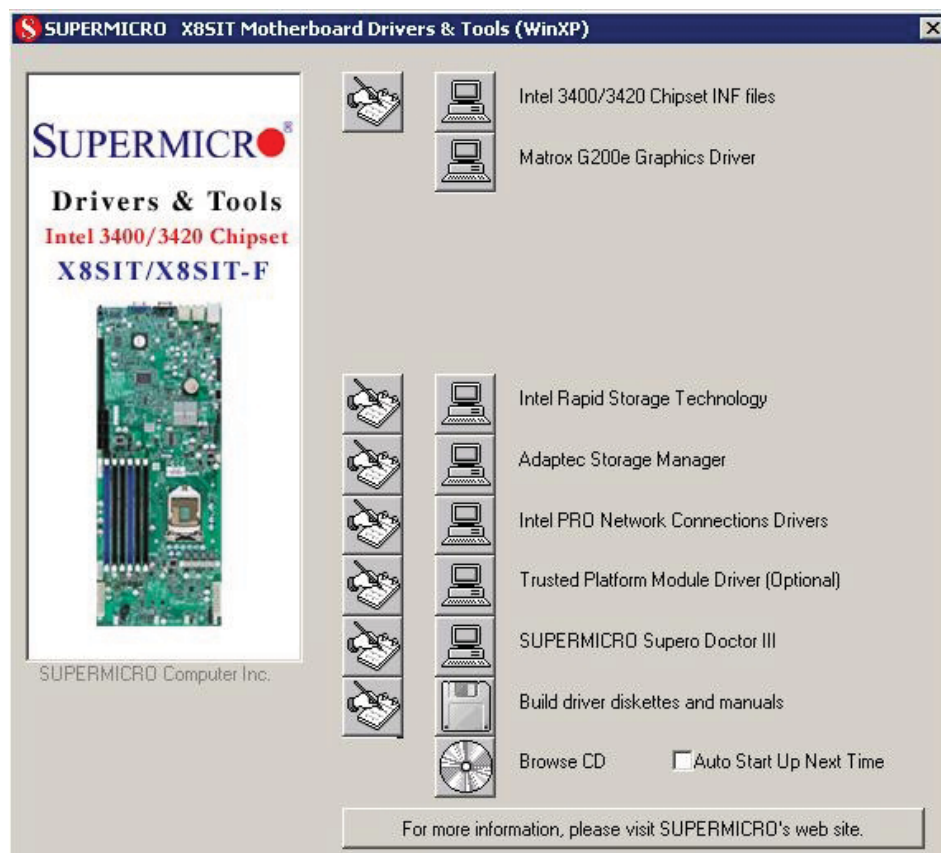 SUPERMICRO X8SIT Motherboard Drivers & Tools (WinXP)
SUPERMICRO®
Drivers & Tools
Intel 3400/3420 Chipset
X8SIT/X8SIT-F
SUPERMICRO Computer Inc.
Intel 3400/3420 Chipset INF files
Matrox G200e Graphics Driver
Intel Rapid Storage Technology
Adaptec Storage Manager
Intel PRO Network Connections Drivers
Trusted Platform Module Driver (Optional)
SUPERMICRO Supero Doctor III
Build driver diskettes and manuals
Browse CD
Auto Start Up Next Time
For more information, please visit SUPERMICRO's web site.